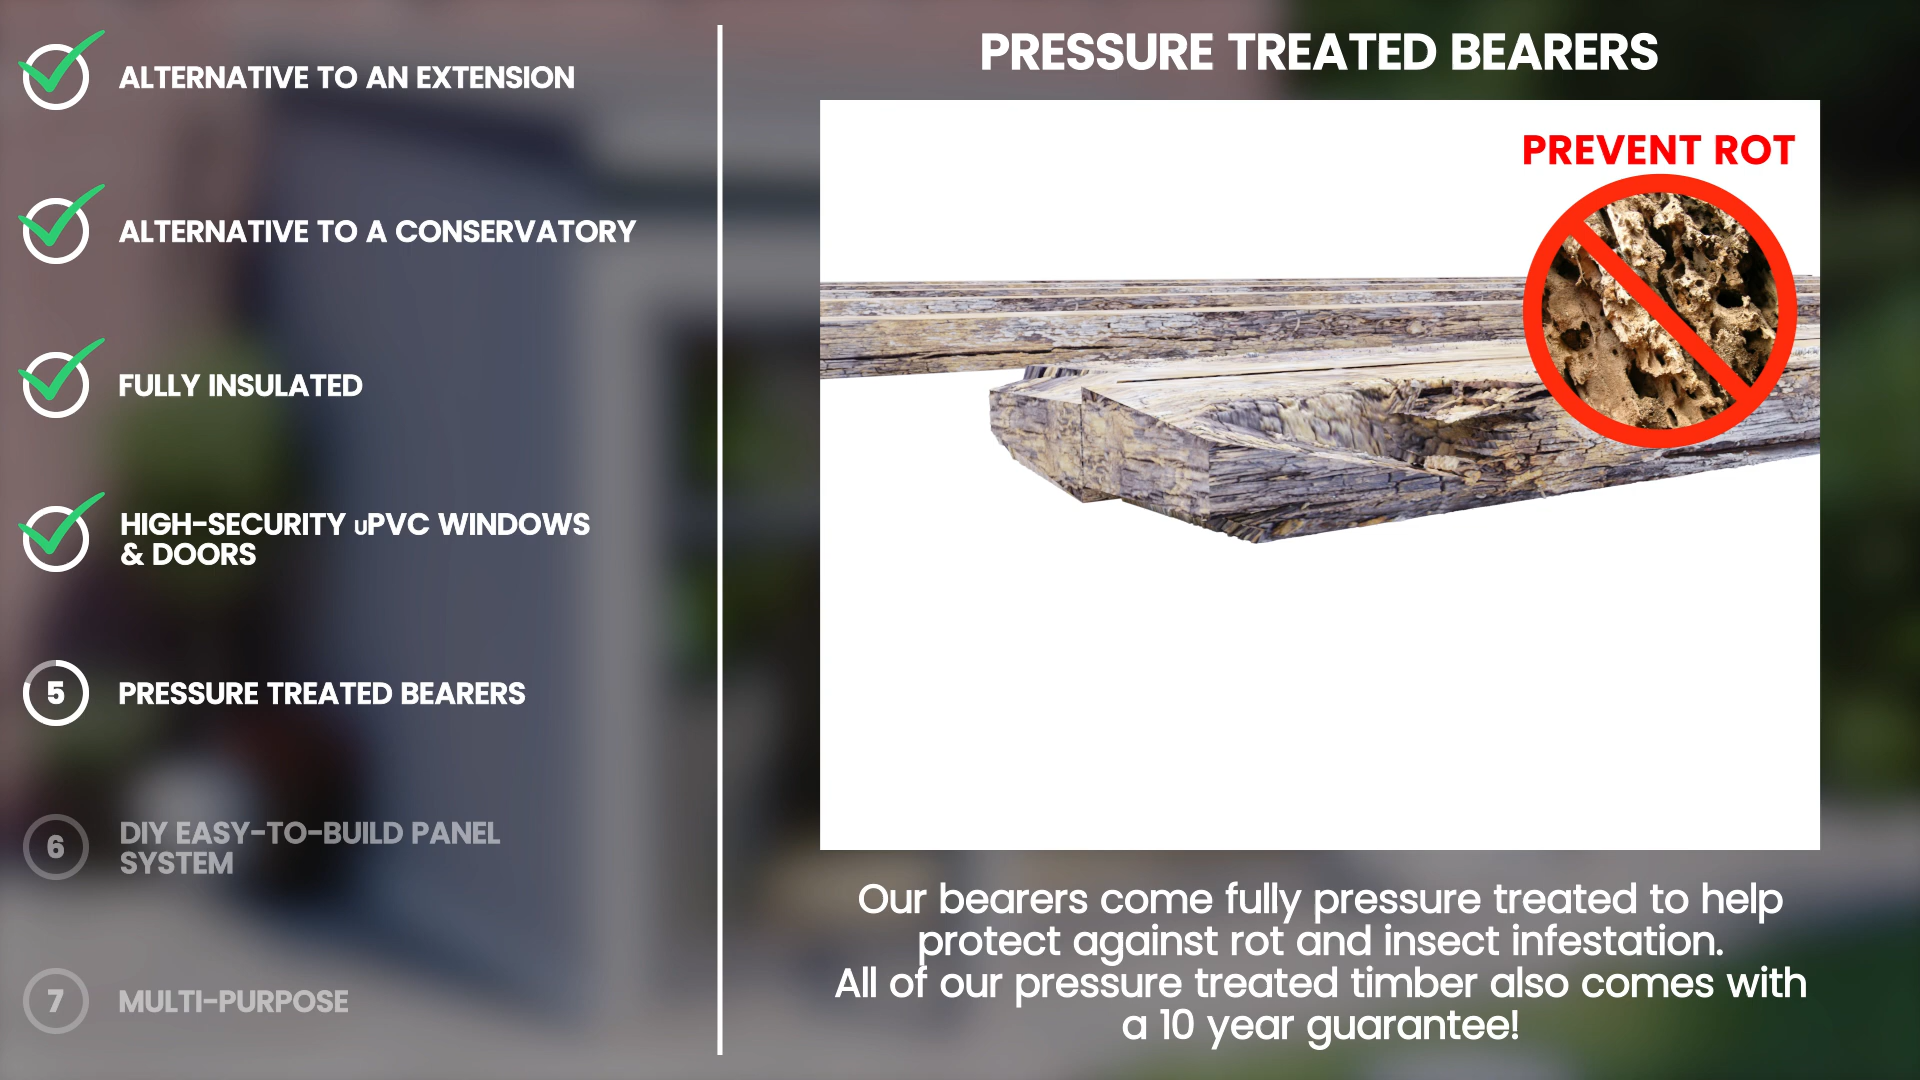 ALTERNATIVE TO AN EXTENSION
ALTERNATIVE TO A CONSERVATORY
FULLY INSULATED
HIGH-SECURITY uPVC WINDOWS
& DOORS
5 PRESSURE TREATED BEARERS
6 DIY EASY-TO-BUILD PANEL
SYSTEM
7 MULTI-PURPOSE
PRESSURE TREATED BEARERS
PREVENT ROT
Our bearers come fully pressure treated to help
protect against rot and insect infestation.
All of our pressure treated timber also comes with
a 10 year guarantee!